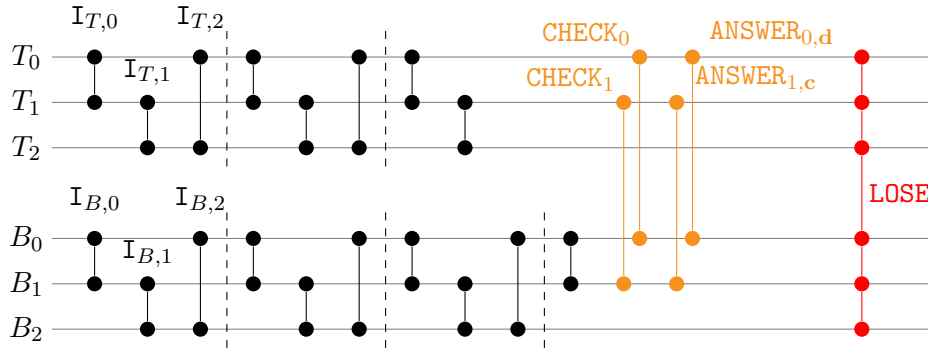 I_{T,0} I_{T,2}
CHECK_0 ANSWER_{0,d}
T_0
I_{T,1}
CHECK_1 ANSWER_{1,c}
T_1
T_2
I_{B,0} I_{B,2} LOSE
B_0
I_{B,1}
B_1
B_2